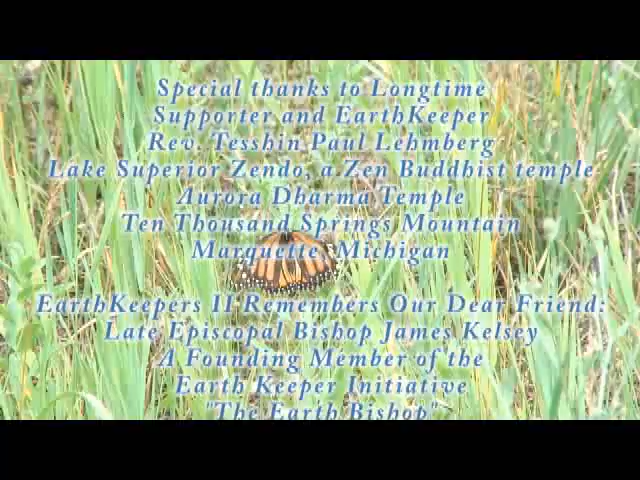 Special thanks to Longtime
Supporter and EarthKeeper
Rev. Tesshin Paul Lehmberg
Lake Superior Zendo, a Zen Buddhist temple
Aurora Dharma Temple
Ten Thousand Springs Mountain
Marquette, Michigan
EarthKeepers II Remembers Our Dear Friend:
Late Episcopal Bishop James Kelsey
A Founding Member of the
Earth Keeper Initiative
"The Earth Bishop"